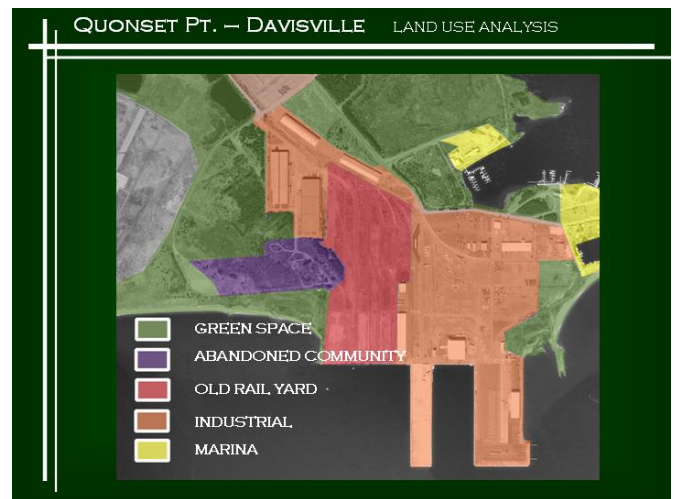 Quonset Pt. – Davisville LAND USE ANALYSIS
GREEN SPACE
ABANDONED COMMUNITY
OLD RAIL YARD
INDUSTRIAL
MARINA